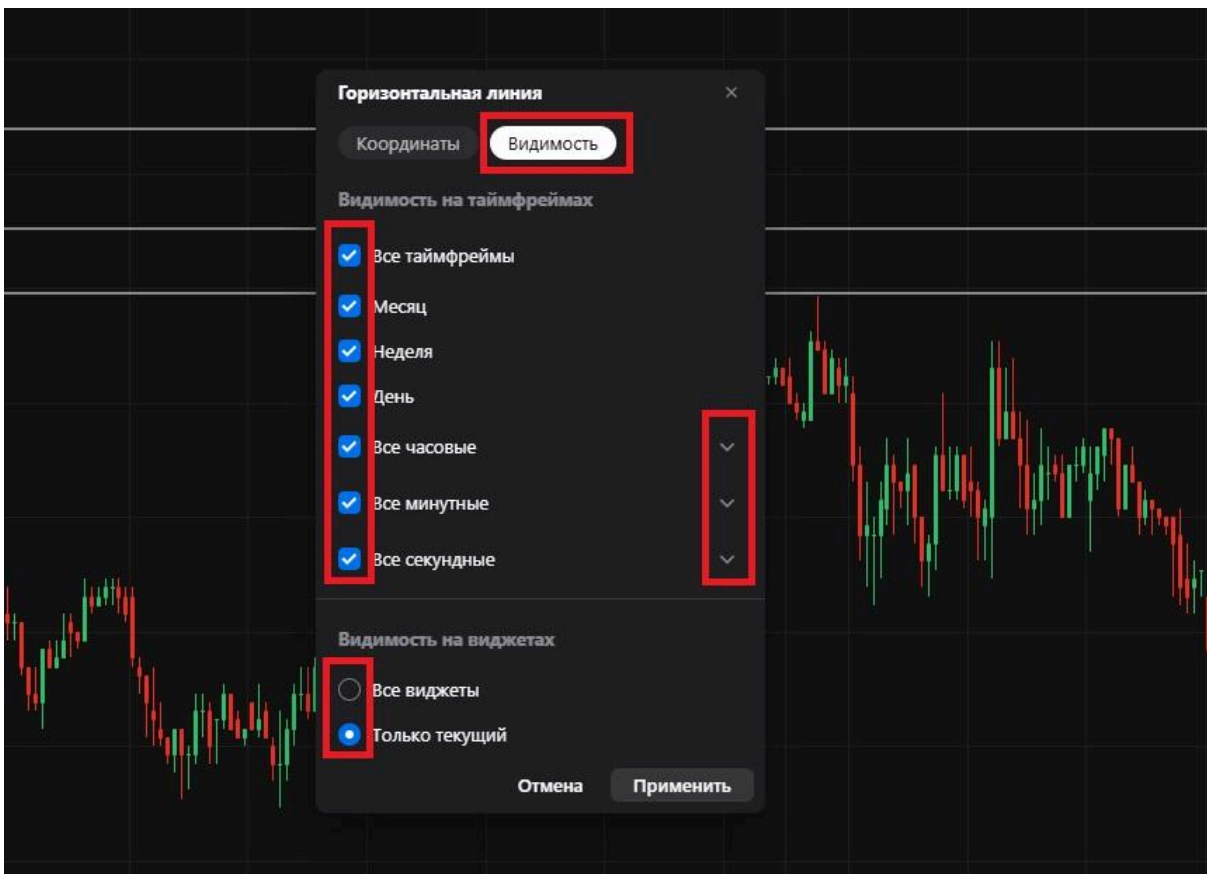 Горизонтальная линия
Координаты Видимость
Видимость на таймфреймах
Все таймфреймы
Месяц
Неделя
День
Все часовые
Все минутные
Все секундные
Видимость на виджетах
Все виджеты
Только текущий
Отмена Применить